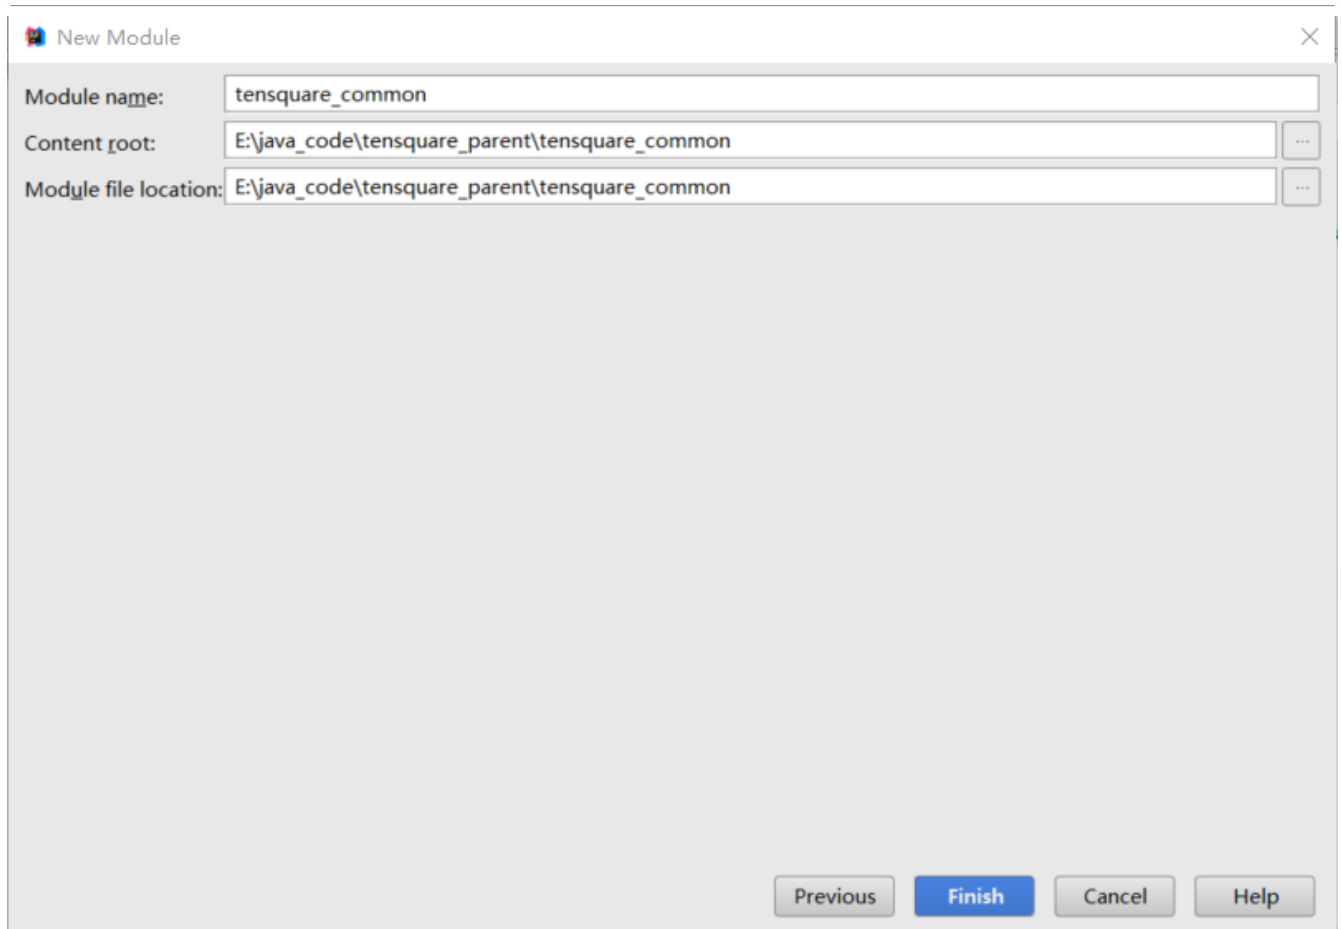 New Module
Module name: tensquare_common
Content root: E:\java_code\tensquare_parent\tensquare_common ...
Module file location: E:\java_code\tensquare_parent\tensquare_common ...
Previous Finish Cancel Help